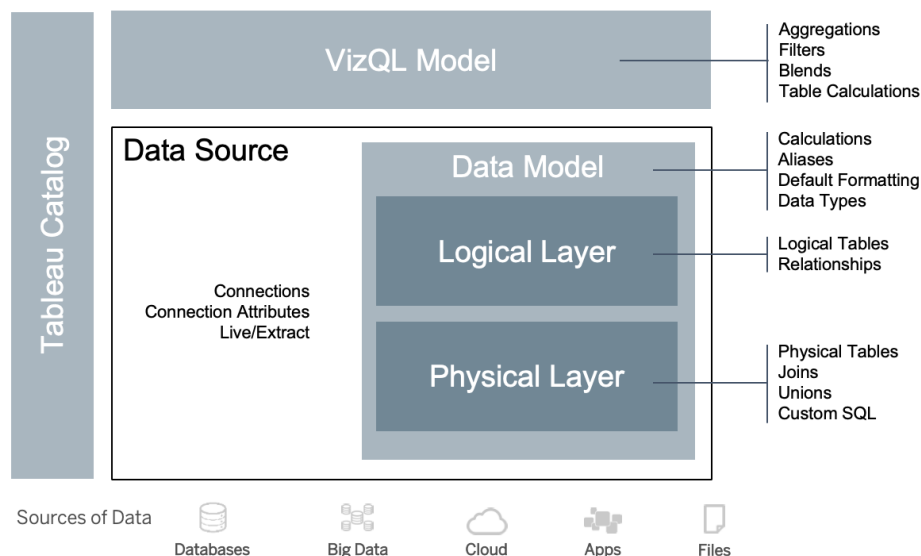 Tableau Catalog
VizQL Model
Aggregations
Filters
Blends
Table Calculations
Data Source
Connections
Connection Attributes
Live/Extract
Data Model
Calculations
Aliases
Default Formatting
Data Types
Logical Layer
Logical Tables
Relationships
Physical Layer
Physical Tables
Joins
Unions
Custom SQL
Sources of Data
Databases
Big Data
Cloud
Apps
Files